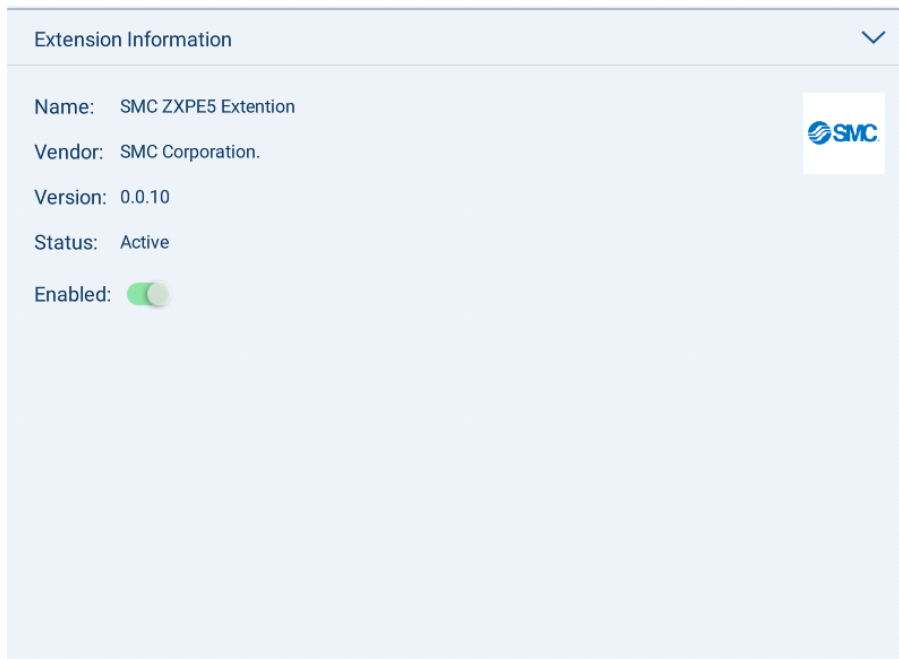 Extension Information
Name: SMC ZXPE5 Extention
Vendor: SMC Corporation.
SMC
Version: 0.0.10
Status: Active
Enabled: